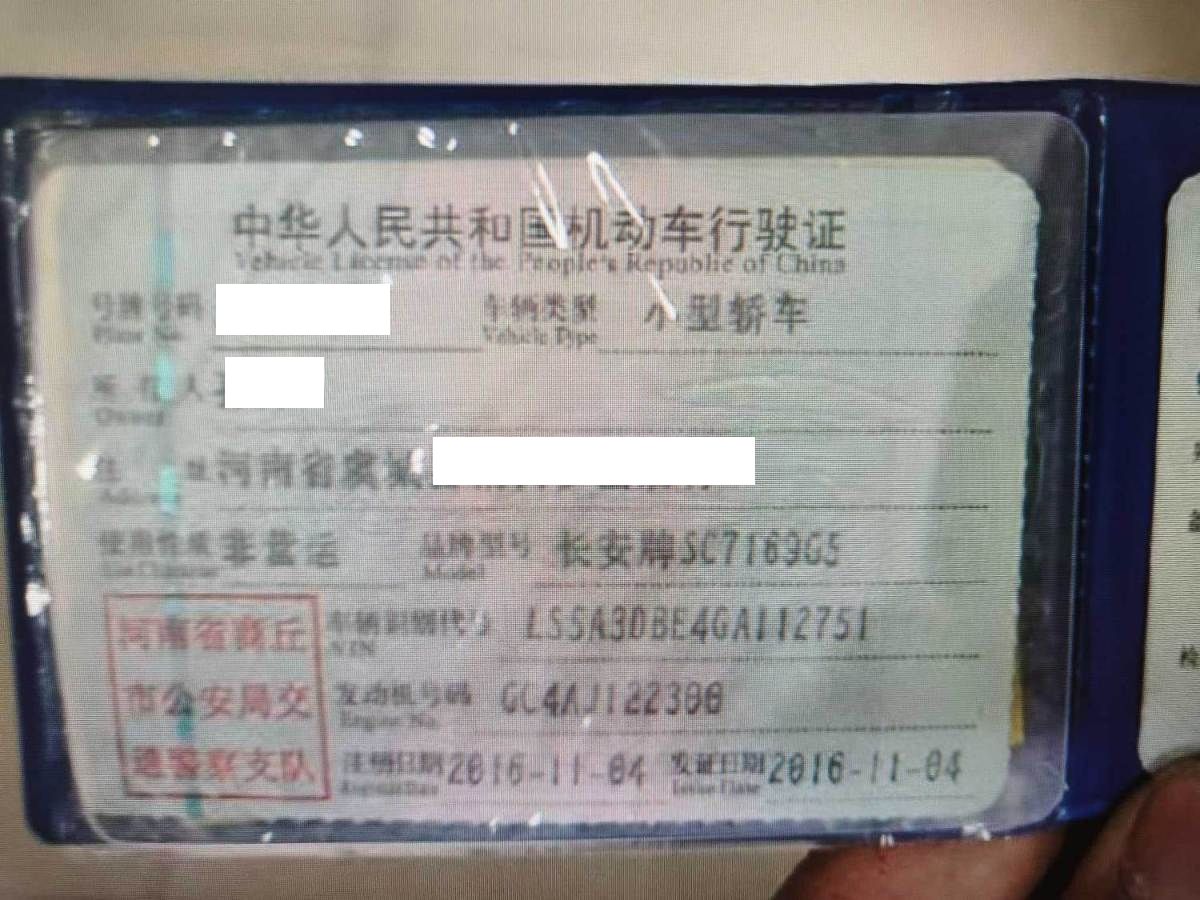 中华人民共和国机动车行驶证
Vehicle License of the People's Republic of China
号牌号码 车辆类型 小型轿车
Plate No. Vehicle Type
所有人
Owner
住址 河南省虞城
Address
使用性质 非营运 品牌型号 长安牌SC7169G5
Use Character Model
河南省商丘 车辆识别代号 LS5A3DBE4GA112751
VIN
市公安局交 发动机号码 GC4AJ122300
Engine No.
通警察支队 注册日期 2016-11-04 发证日期 2016-11-04
Register Date Issue Date